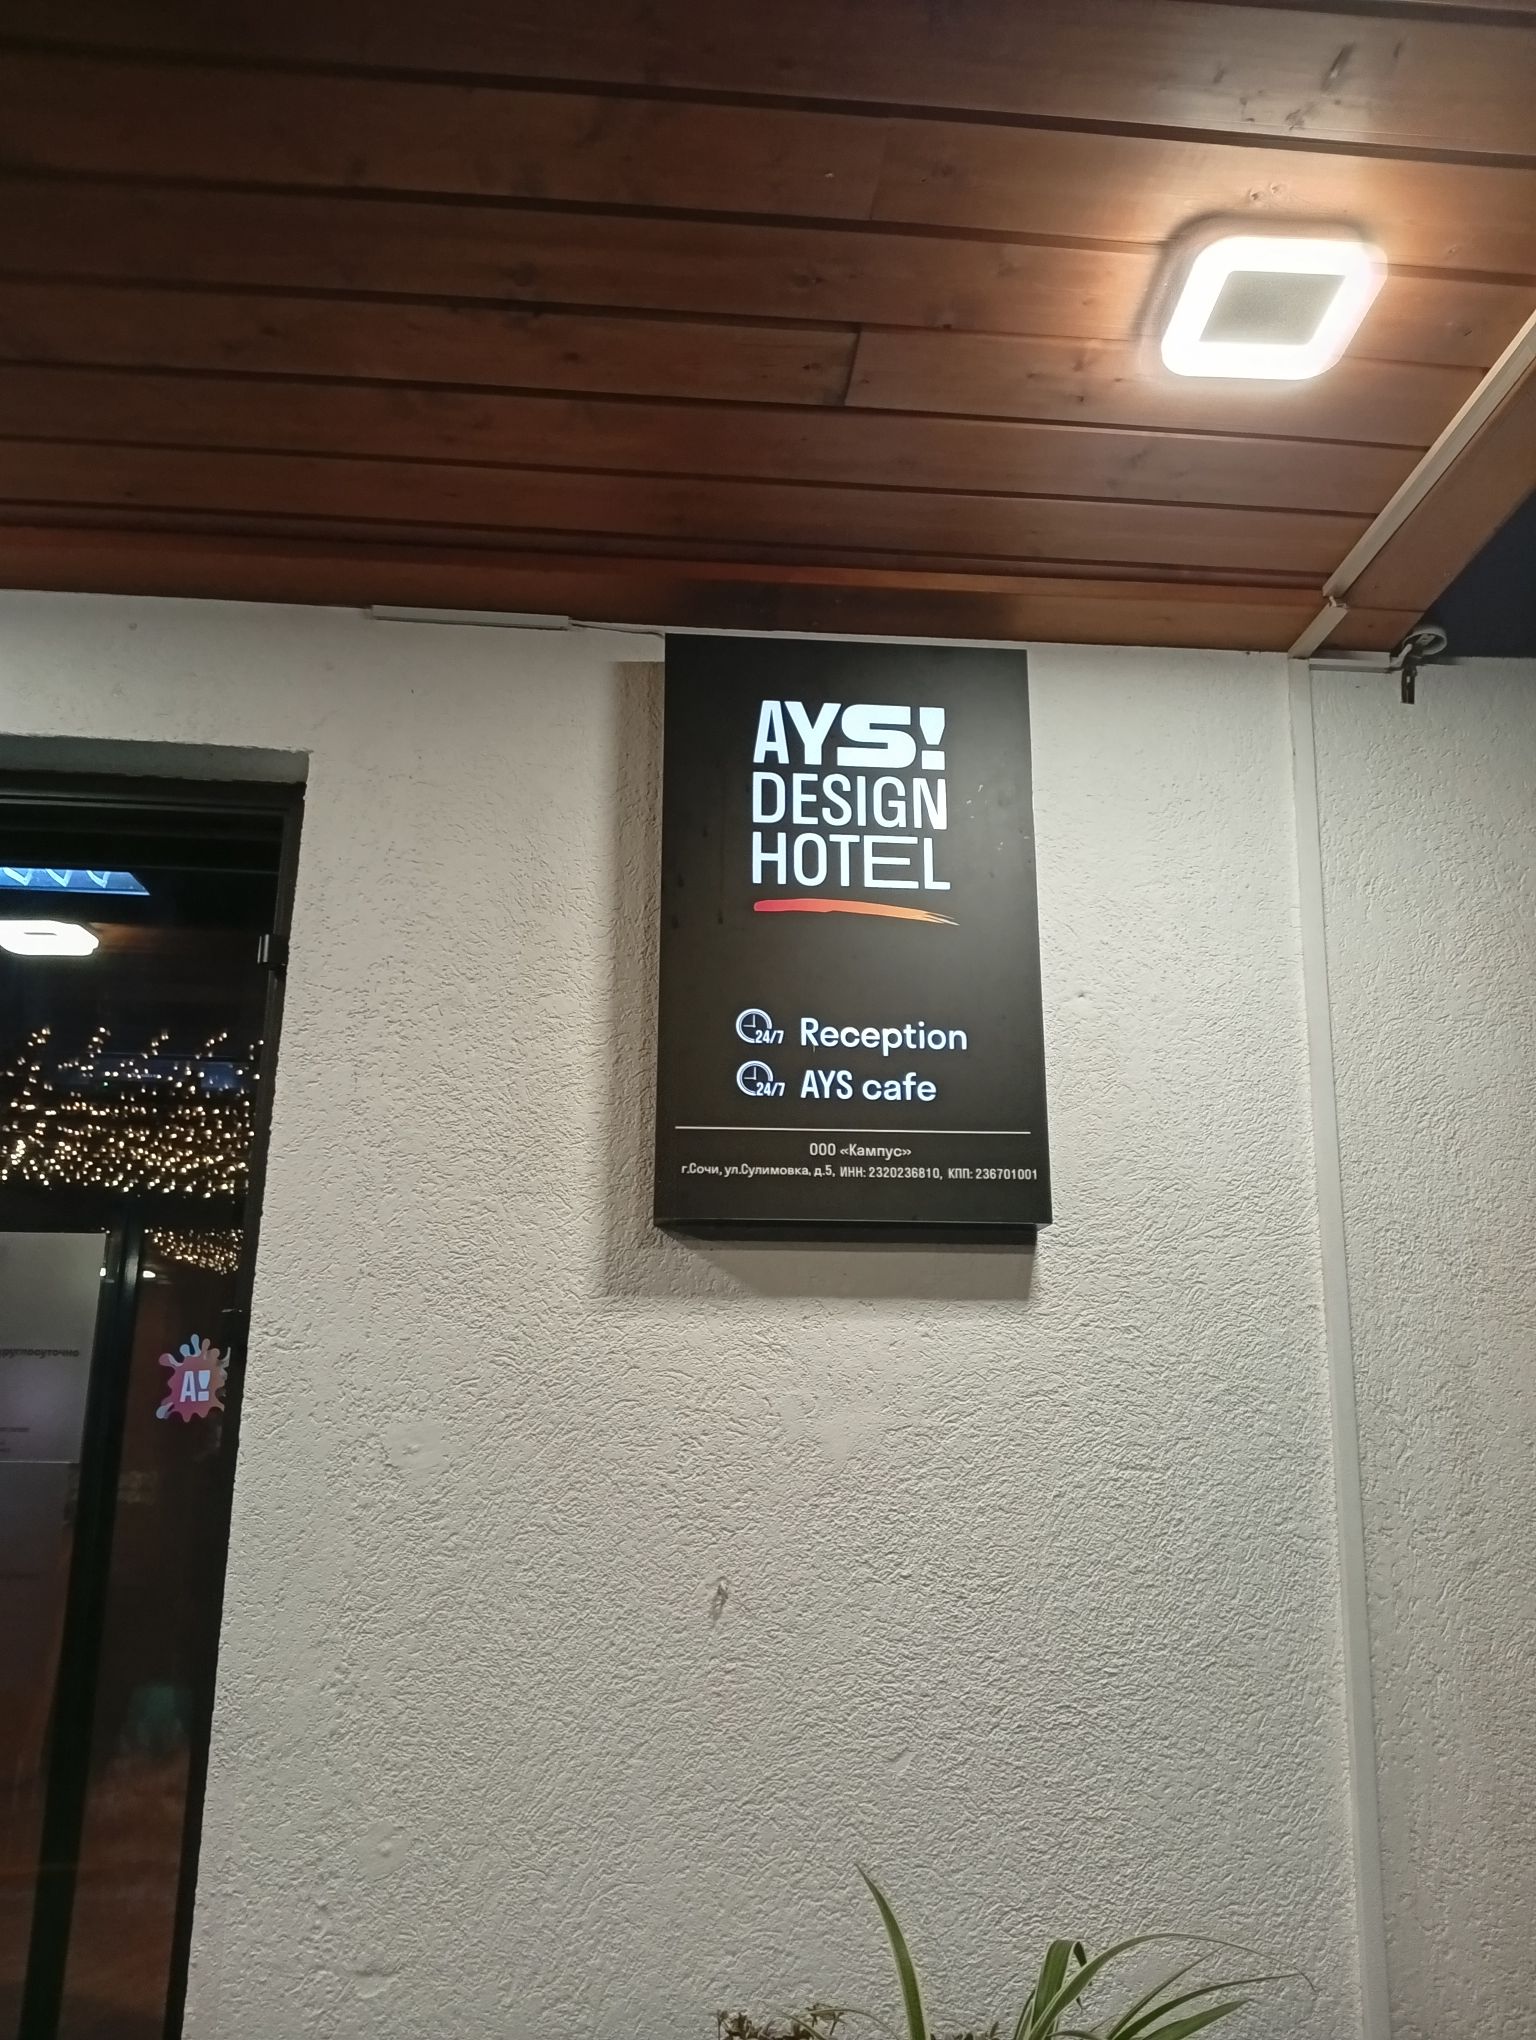 AYS!
DESIGN
HOTEL
24/7 Reception
24/7 AYS cafe
ООО «Кампус»
г.Сочи, ул.Сулимовка, д.5, ИНН: 2320236810, КПП: 236701001
круглосуточно
A!